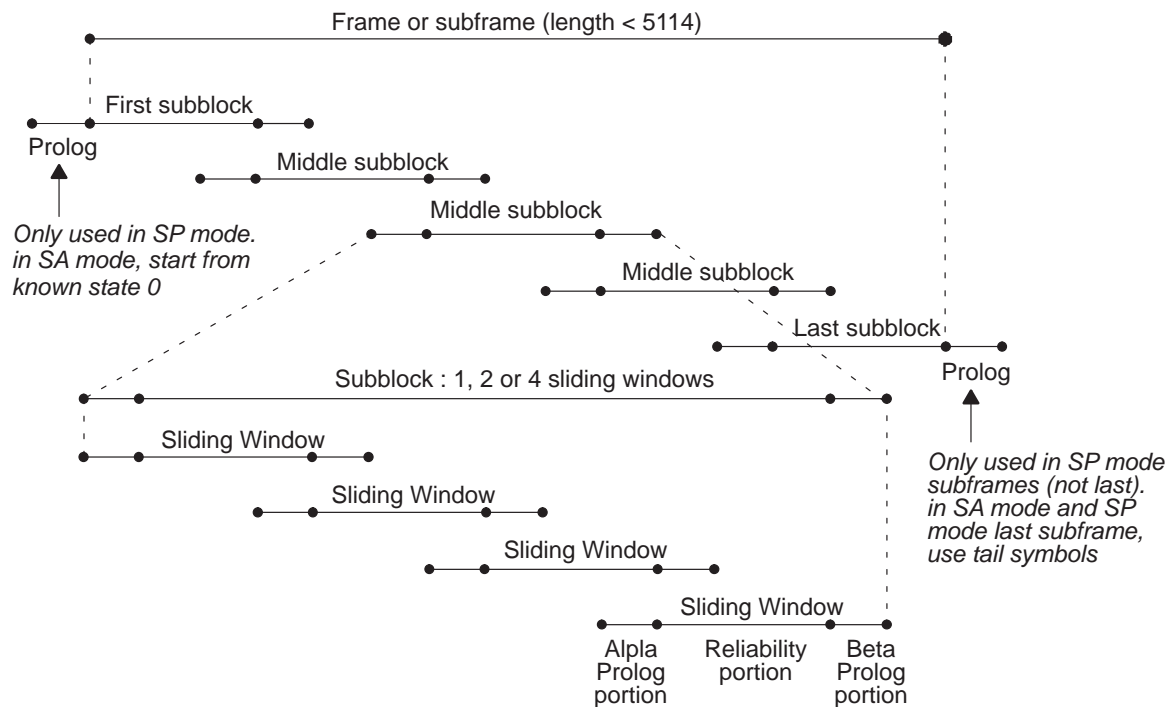 Frame or subframe (length < 5114)
First subblock
Prolog
Middle subblock
Only used in SP mode.
in SA mode, start from
known state 0
Middle subblock
Middle subblock
Last subblock
Prolog
Subblock : 1, 2 or 4 sliding windows
Sliding Window
Only used in SP mode
subframes (not last).
in SA mode and SP
mode last subframe,
use tail symbols
Sliding Window
Sliding Window
Sliding Window
Alpla
Prolog
portion
Reliability
portion
Beta
Prolog
portion